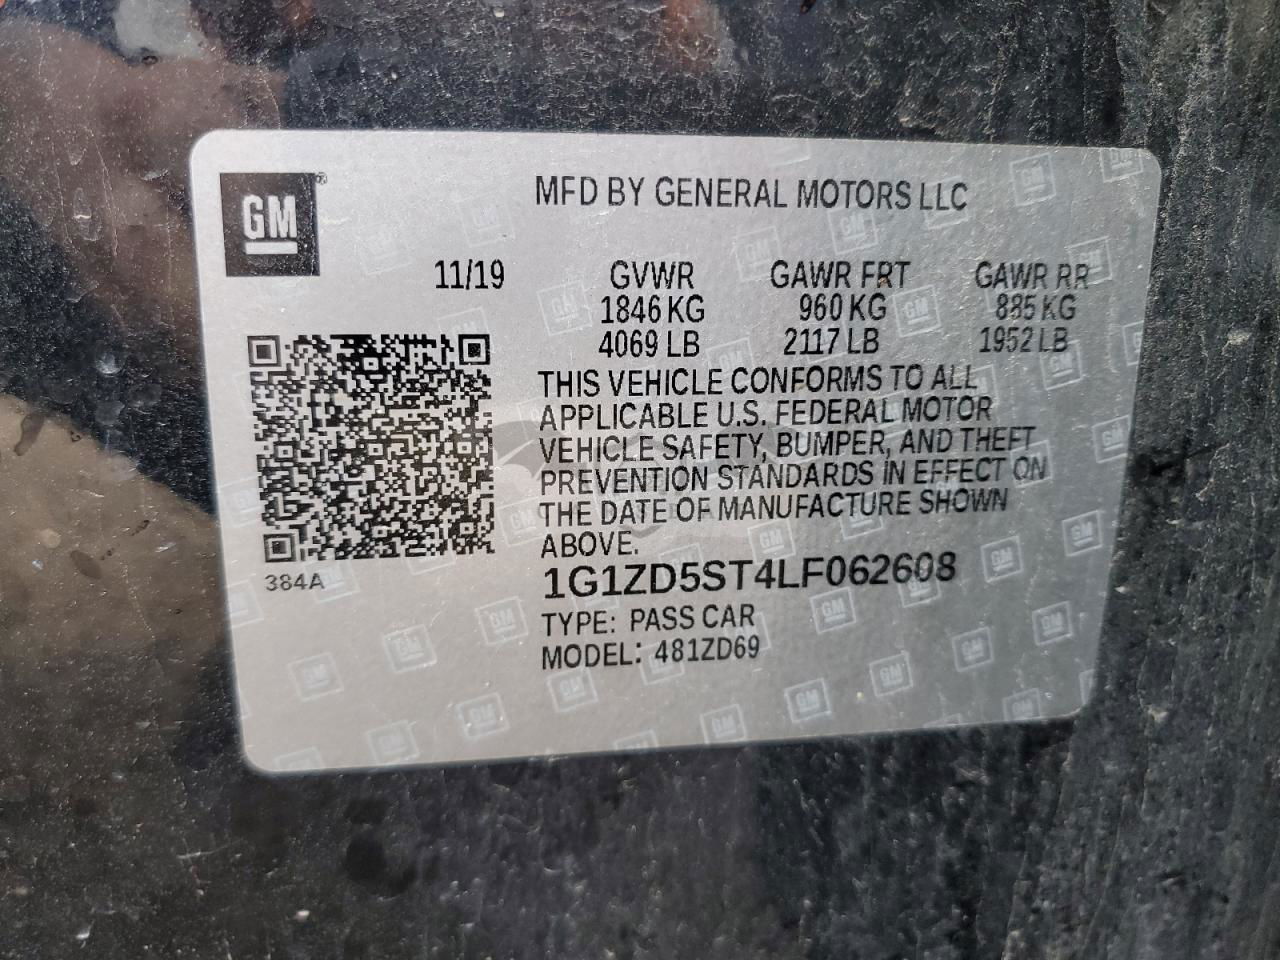 GM®
MFD BY GENERAL MOTORS LLC
11/19 GVWR GAWR FRT GAWR RR
1846 KG 960 KG 885 KG
4069 LB 2117 LB 1952 LB
THIS VEHICLE CONFORMS TO ALL
APPLICABLE U.S. FEDERAL MOTOR
VEHICLE SAFETY, BUMPER, AND THEFT
PREVENTION STANDARDS IN EFFECT ON
THE DATE OF MANUFACTURE SHOWN
ABOVE.
384A
1G1ZD5ST4LF062608
TYPE: PASS CAR
MODEL: 481ZD69